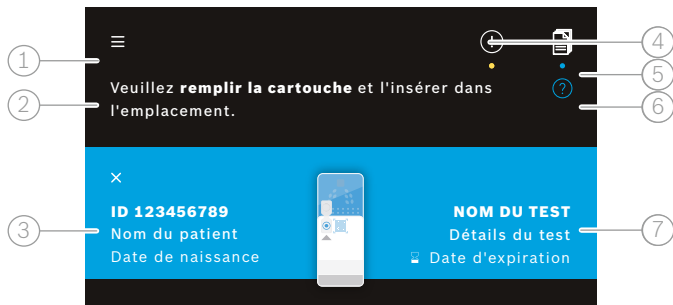 1
2
3
4
5
6
7
Veuillez remplir la cartouche et l'insérer dans
l'emplacement.
?
ID 123456789
Nom du patient
Date de naissance
NOM DU TEST
Détails du test
Date d'expiration